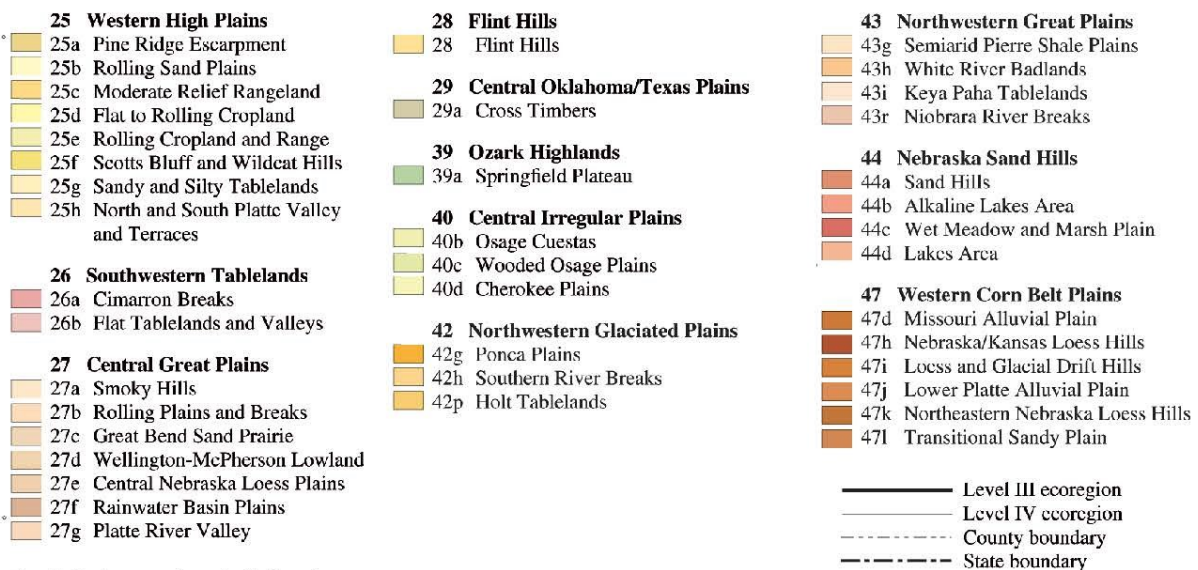 25 Western High Plains
25a Pine Ridge Escarpment
25b Rolling Sand Plains
25c Moderate Relief Rangeland
25d Flat to Rolling Cropland
25e Rolling Cropland and Range
25f Scotts Bluff and Wildcat Hills
25g Sandy and Silty Tablelands
25h North and South Platte Valley
and Terraces
26 Southwestern Tablelands
26a Cimarron Breaks
26b Flat Tablelands and Valleys
27 Central Great Plains
27a Smoky Hills
27b Rolling Plains and Breaks
27c Great Bend Sand Prairie
27d Wellington-McPherson Lowland
27e Central Nebraska Loess Plains
27f Rainwater Basin Plains
27g Platte River Valley
28 Flint Hills
28 Flint Hills
29 Central Oklahoma/Texas Plains
29a Cross Timbers
39 Ozark Highlands
39a Springfield Plateau
40 Central Irregular Plains
40b Osage Cuestas
40c Wooded Osage Plains
40d Cherokee Plains
42 Northwestern Glaciated Plains
42g Ponca Plains
42h Southern River Breaks
42p Holt Tablelands
43 Northwestern Great Plains
43g Semiarid Pierre Shale Plains
43h White River Badlands
43i Keya Paha Tablelands
43r Niobrara River Breaks
44 Nebraska Sand Hills
44a Sand Hills
44b Alkaline Lakes Area
44c Wet Meadow and Marsh Plain
44d Lakes Area
47 Western Corn Belt Plains
47d Missouri Alluvial Plain
47h Nebraska/Kansas Loess Hills
47i Loess and Glacial Drift Hills
47j Lower Platte Alluvial Plain
47k Northeastern Nebraska Loess Hills
47l Transitional Sandy Plain
Level III ecoregion
Level IV ecoregion
County boundary
State boundary